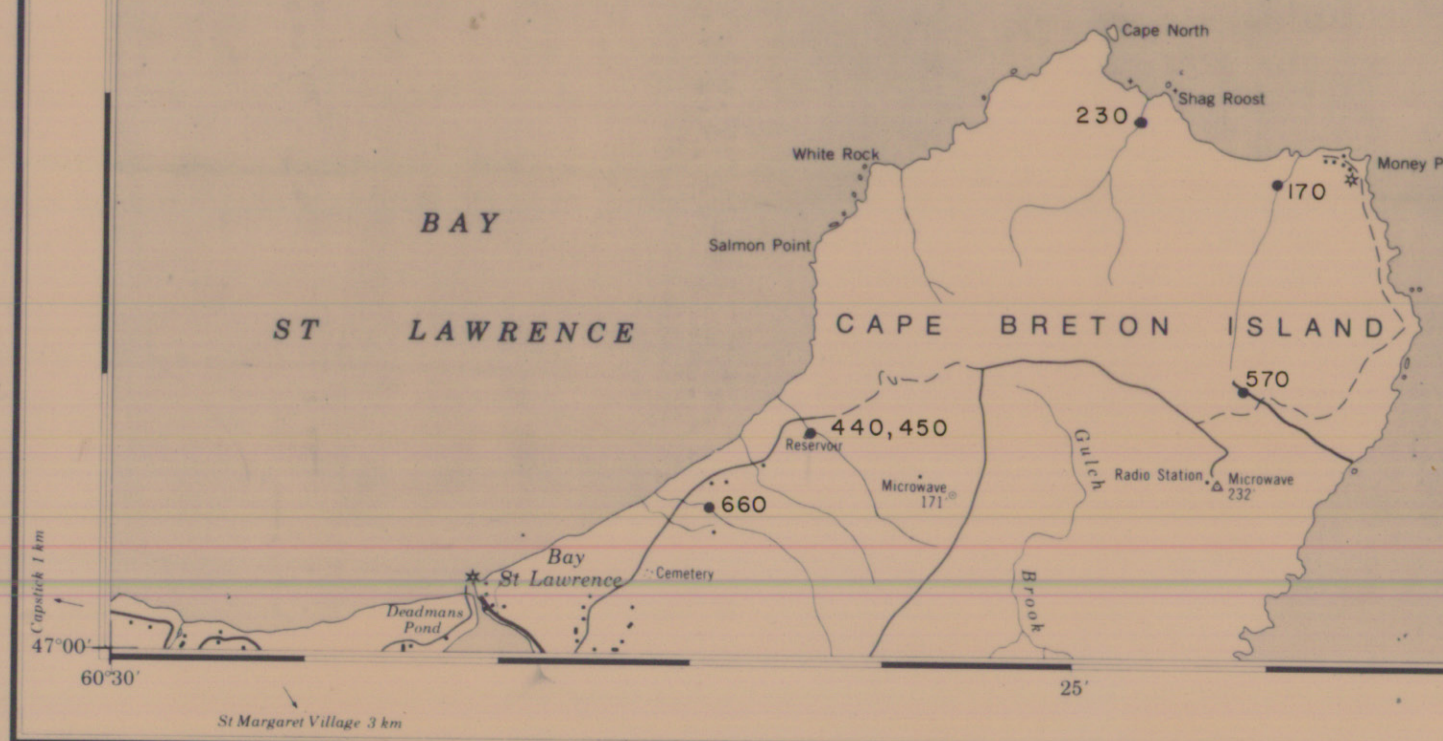 Cape North
Shag Roost
230
White Rock
Money P
170
BAY
Salmon Point
ST LAWRENCE
CAPE BRETON ISLAND
570
440,450
Reservoir
Gulch
Radio Station
Microwave
232
Microwave
171
660
Bay
St Lawrence
Cemetery
Capstick 1 km
Deadmans
Pond
Brook
47°00′
60°30′
25′
St Margaret Village 3 km